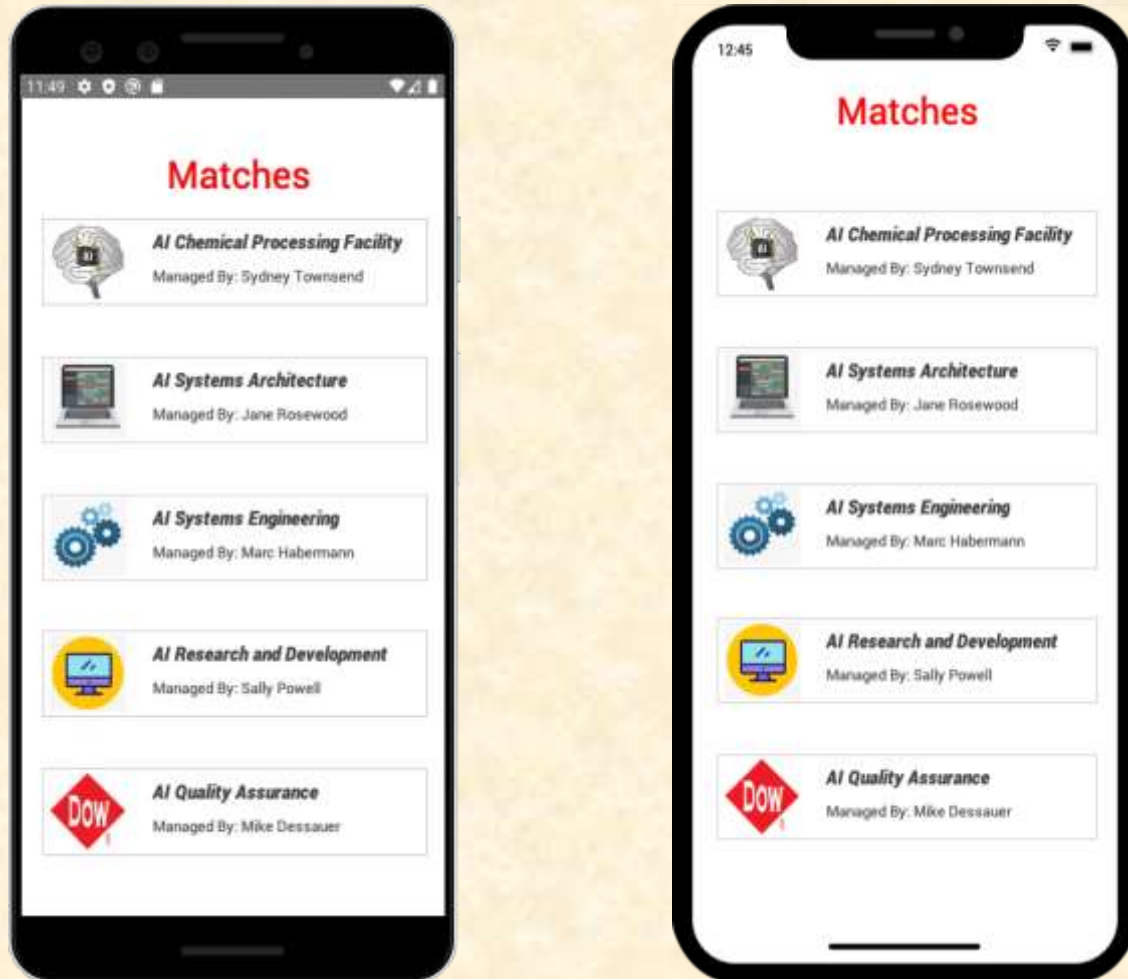 11:49
Matches
AI Chemical Processing Facility
Managed By: Sydney Townsend
AI Systems Architecture
Managed By: Jane Rosewood
AI Systems Engineering
Managed By: Marc Habermann
AI Research and Development
Managed By: Sally Powell
Dow
AI Quality Assurance
Managed By: Mike Dessauer
12:45
Matches
AI Chemical Processing Facility
Managed By: Sydney Townsend
AI Systems Architecture
Managed By: Jane Rosewood
AI Systems Engineering
Managed By: Marc Habermann
AI Research and Development
Managed By: Sally Powell
Dow
AI Quality Assurance
Managed By: Mike Dessauer